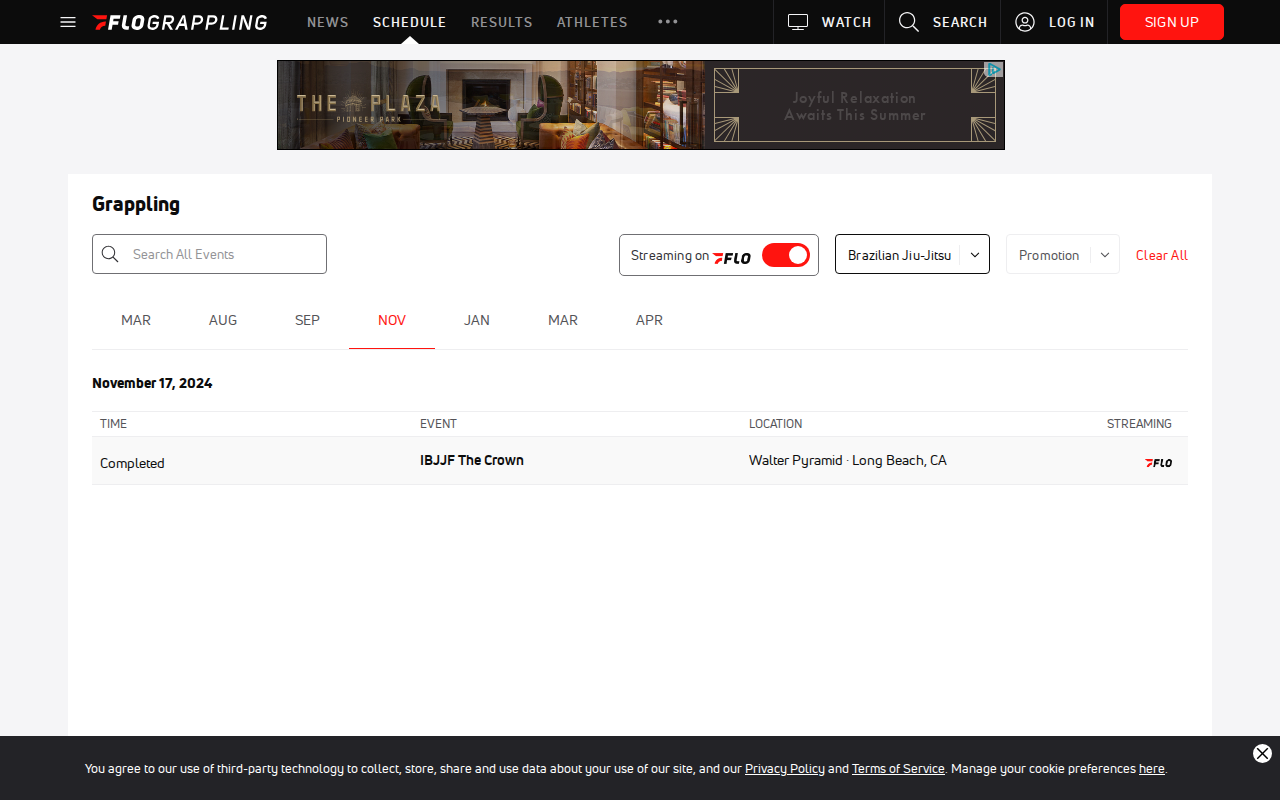 FLOGRAPPLING NEWS SCHEDULE RESULTS ATHLETES WATCH SEARCH LOG IN SIGN UP
THE PLAZA
PIONEER PARK
Joyful Relaxation
Awaits This Summer
Grappling
Search All Events Streaming on FLO Brazilian Jiu-Jitsu Promotion Clear All
MAR AUG SEP NOV JAN MAR APR
November 17, 2024
TIME EVENT LOCATION STREAMING
Completed IBJJF The Crown Walter Pyramid · Long Beach, CA FLO
You agree to our use of third-party technology to collect, store, share and use data about your use of our site, and our Privacy Policy and Terms of Service. Manage your cookie preferences here.